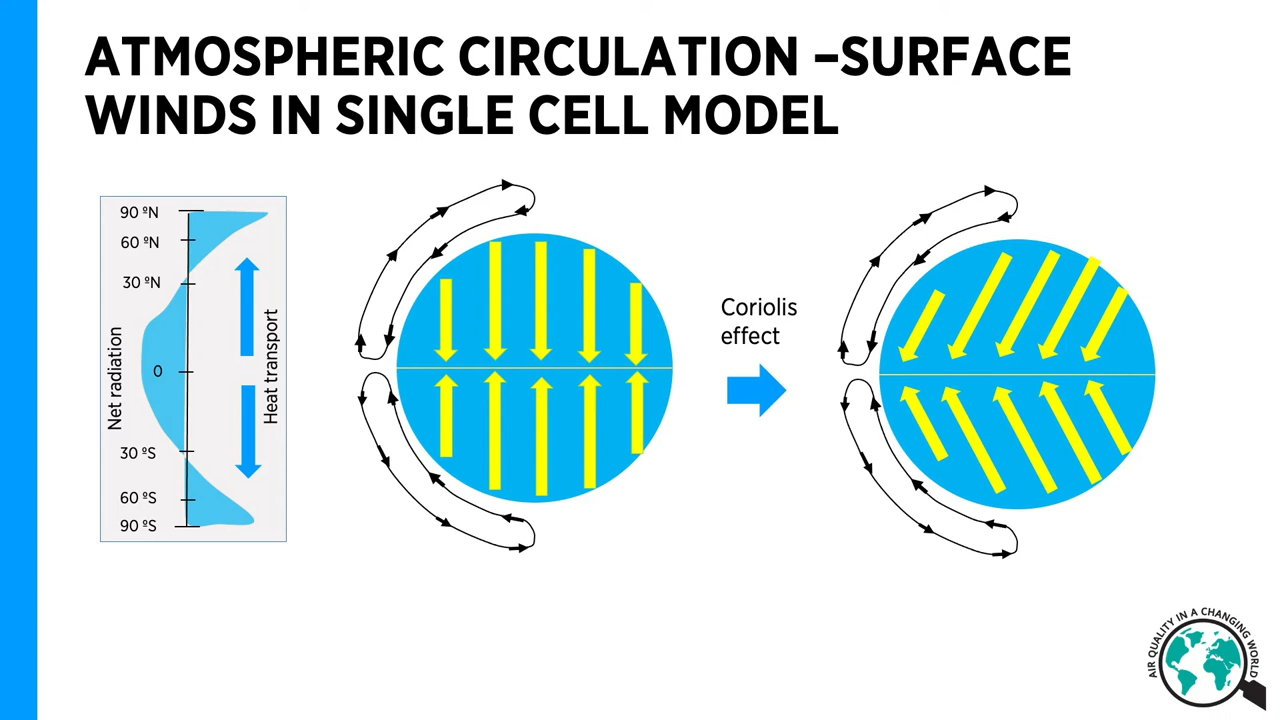 ATMOSPHERIC CIRCULATION –SURFACE
WINDS IN SINGLE CELL MODEL
90 ºN
60 ºN
30 ºN
0
30 ºS
60 ºS
90 ºS
Net radiation
Heat transport
Coriolis
effect
AIR QUALITY IN A CHANGING WORLD